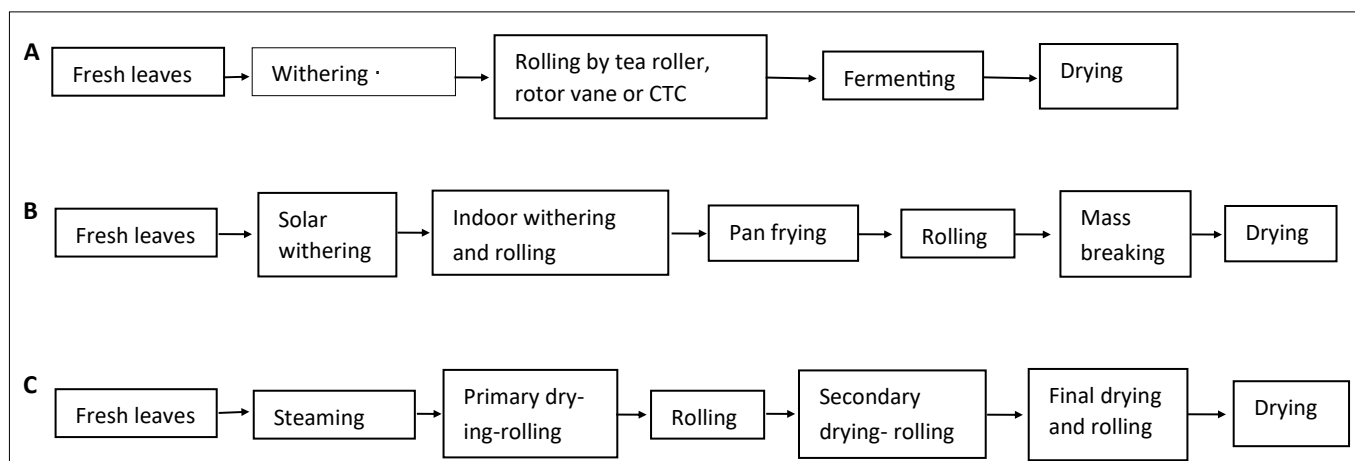 A
Fresh leaves
Withering ·
Rolling by tea roller,
rotor vane or CTC
Fermenting
Drying
B
Fresh leaves
Solar
withering
Indoor withering
and rolling
Pan frying
Rolling
Mass
breaking
Drying
C
Fresh leaves
Steaming
Primary dry-
ing-rolling
Rolling
Secondary
drying- rolling
Final drying
and rolling
Drying